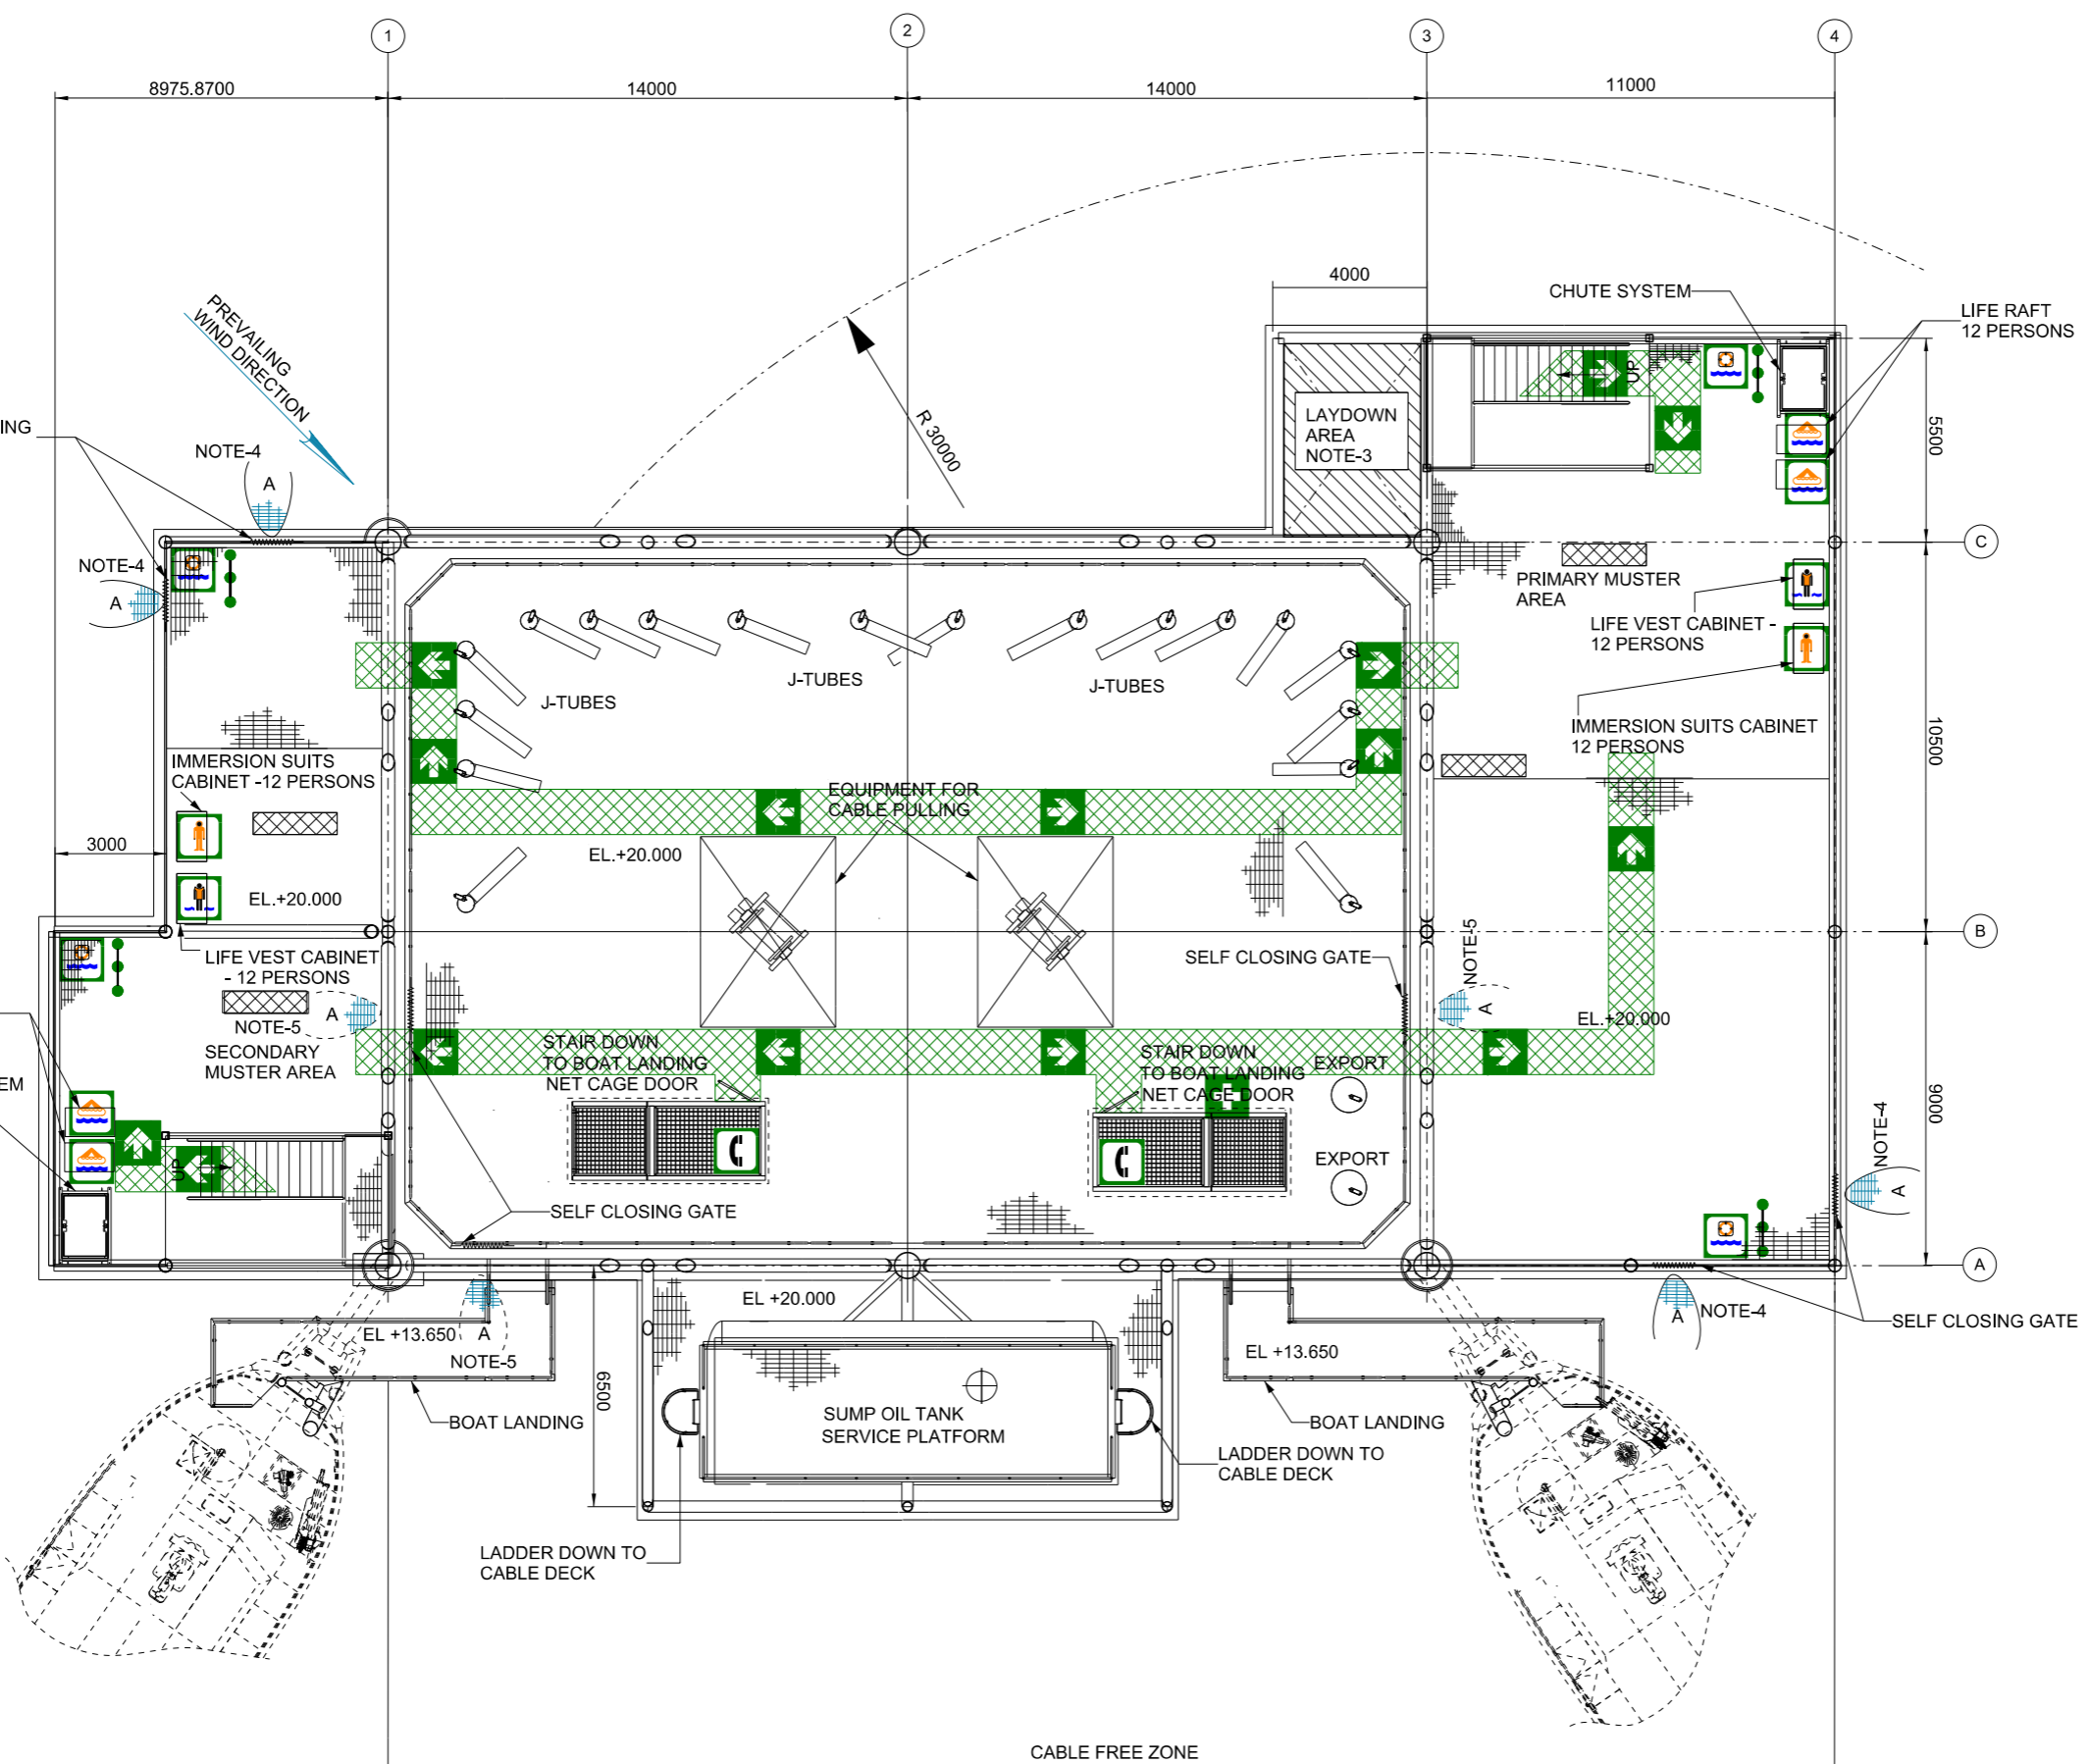 1
2
3
4
8975.8700
14000
14000
11000
4000
CHUTE SYSTEM
LIFE RAFT
12 PERSONS
PREVAILING
WIND DIRECTION
R 30000
UP
5500
LAYDOWN
AREA
NOTE-3
ING
NOTE-4
A
C
NOTE-4
A
PRIMARY MUSTER
AREA
LIFE VEST CABINET -
12 PERSONS
J-TUBES
J-TUBES
J-TUBES
IMMERSION SUITS CABINET
12 PERSONS
10500
IMMERSION SUITS
CABINET -12 PERSONS
EQUIPMENT FOR
CABLE PULLING
3000
EL.+20.000
EL.+20.000
B
NOTE-5
LIFE VEST CABINET
- 12 PERSONS
SELF CLOSING GATE
NOTE-5
A
A
EL.+20.000
SECONDARY
MUSTER AREA
STAIR DOWN
TO BOAT LANDING
NET CAGE DOOR
STAIR DOWN
TO BOAT LANDING
NET CAGE DOOR
EXPORT
9000
EM
NOTE-4
UP
EXPORT
A
SELF CLOSING GATE
A
EL +20.000
NOTE-4
A
SELF CLOSING GATE
EL +13.650
A
NOTE-5
EL +13.650
6500
BOAT LANDING
SUMP OIL TANK
SERVICE PLATFORM
BOAT LANDING
LADDER DOWN TO
CABLE DECK
LADDER DOWN TO
CABLE DECK
CABLE FREE ZONE